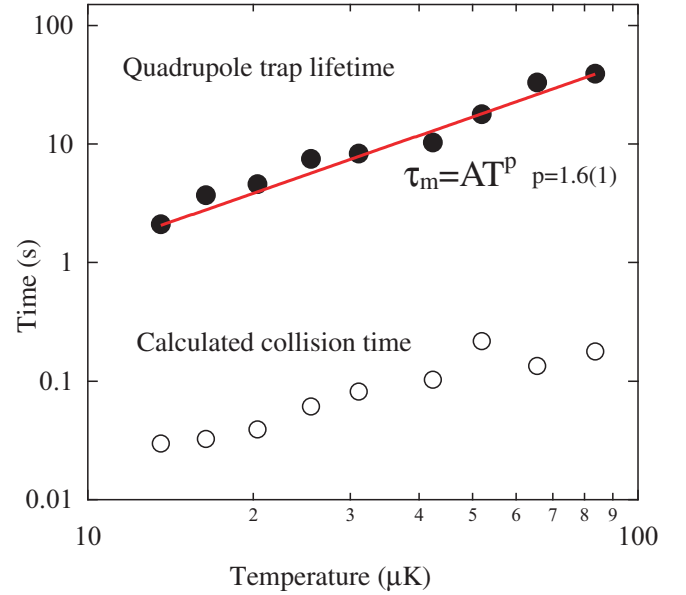 100
Quadrupole trap lifetime
10
τm=AT^p p=1.6(1)
1
Time (s)
Calculated collision time
0.1
0.01
10 2 3 4 5 6 7 8 9 100
Temperature (μK)